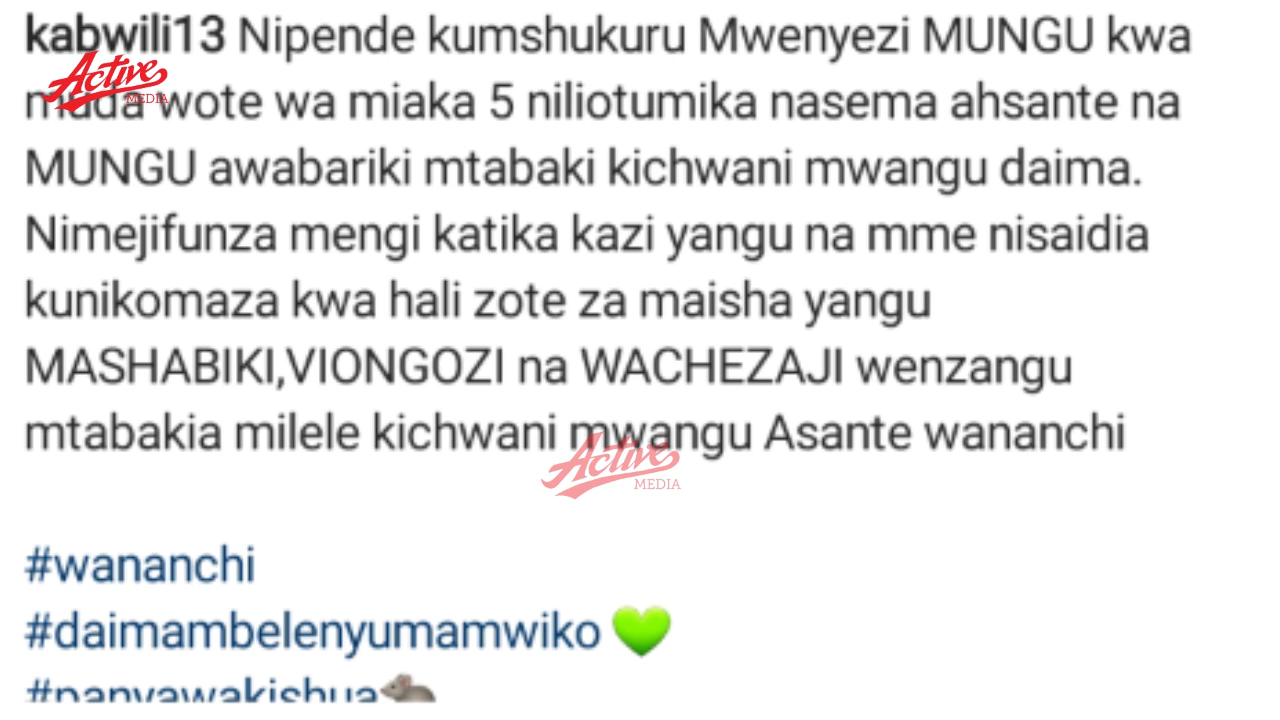 kabwili13 Nipende kumshukuru Mwenyezi MUNGU kwa
muda wote wa miaka 5 niliotumika nasema ahsante na
MUNGU awabariki mtabaki kichwani mwangu daima.
Nimejifunza mengi katika kazi yangu na mme nisaidia
kunikomaza kwa hali zote za maisha yangu
MASHABIKI,VIONGOZI na WACHEZAJI wenzangu
mtabakia milele kichwani mwangu Asante wananchi
#wananchi
#daimambelenyumamwiko 💚
#panyawakishua🐀
Active
MEDIA
Active
MEDIA